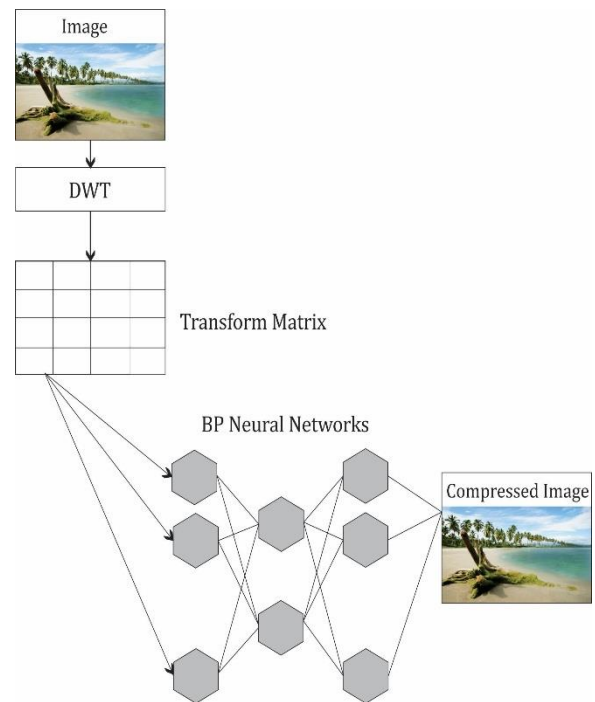 Image
DWT
Transform Matrix
BP Neural Networks
Compressed Image